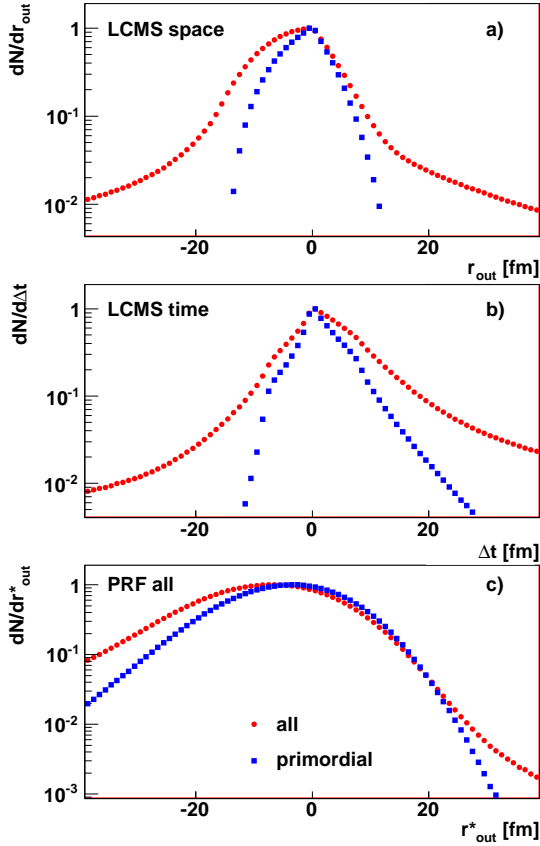 dN/dr_out
LCMS space
a)
1
10^-1
10^-2
-20
0
20
r_out [fm]
dN/dΔt
LCMS time
b)
1
10^-1
10^-2
-20
0
20
Δt [fm]
dN/dr*_out
PRF all
c)
1
10^-1
10^-2
10^-3
all
primordial
-20
0
20
r*_out [fm]